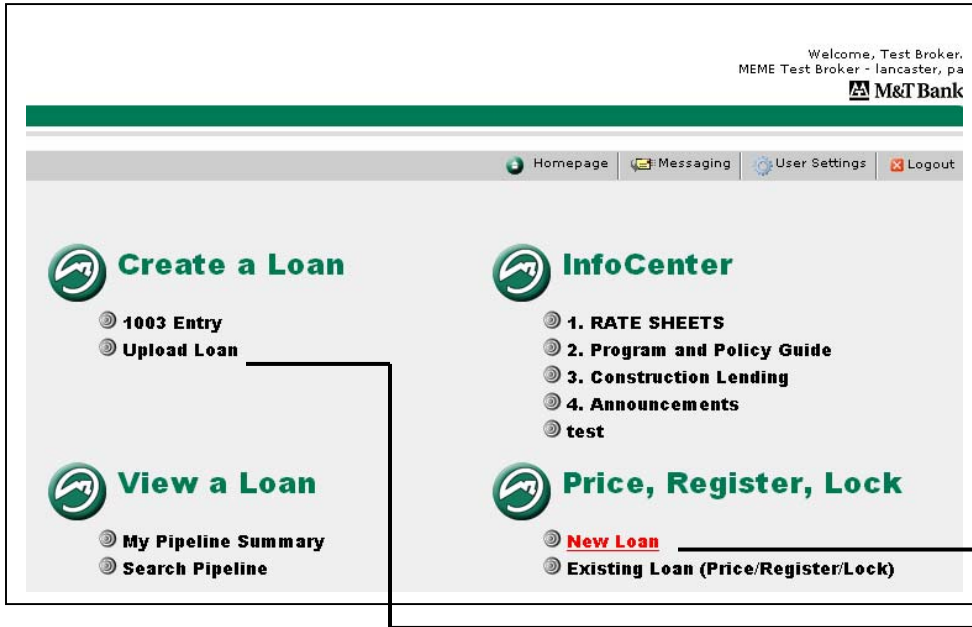 Welcome, Test Broker.
MEME Test Broker - lancaster, pa
M&T Bank
Homepage
Messaging
User Settings
Logout
Create a Loan
1003 Entry
Upload Loan
InfoCenter
1. RATE SHEETS
2. Program and Policy Guide
3. Construction Lending
4. Announcements
test
View a Loan
My Pipeline Summary
Search Pipeline
Price, Register, Lock
New Loan
Existing Loan (Price/Register/Lock)